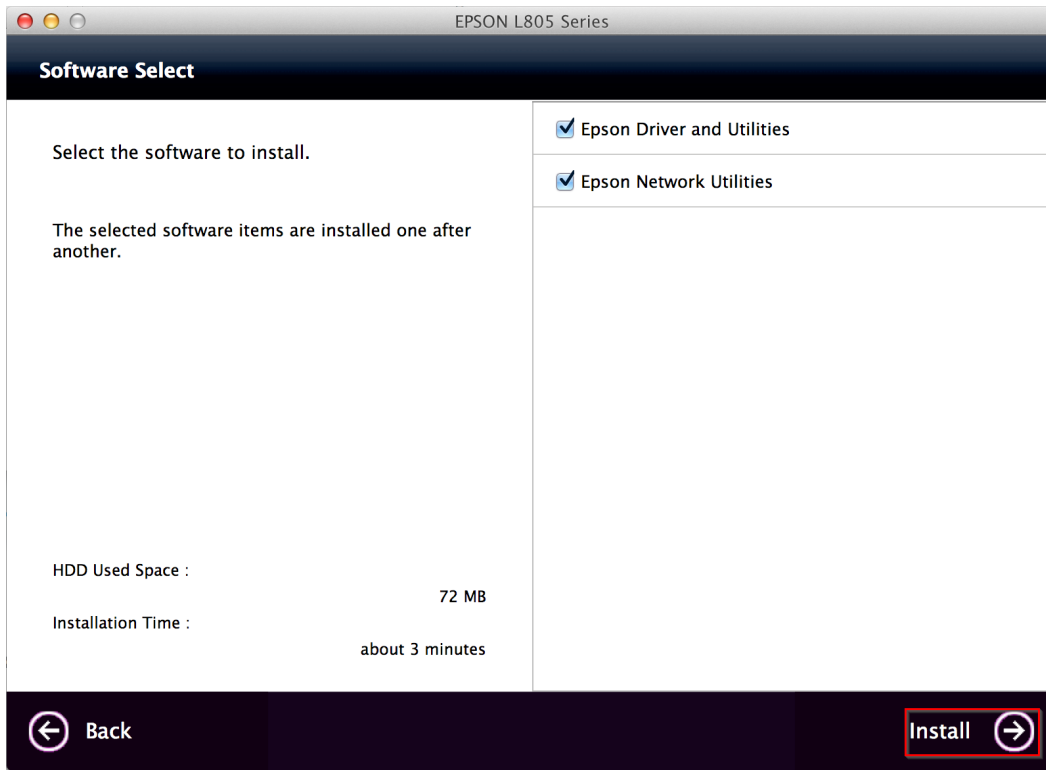 EPSON L805 Series
Software Select
Select the software to install.
The selected software items are installed one after
another.
HDD Used Space :
72 MB
Installation Time :
about 3 minutes
Epson Driver and Utilities
Epson Network Utilities
Back
Install